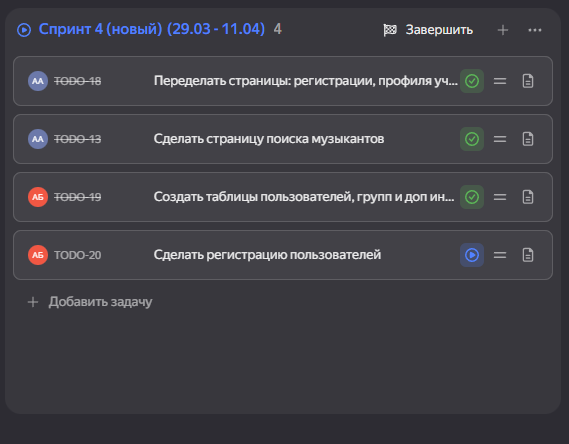 Спринт 4 (новый) (29.03 - 11.04) 4 Завершить
АА TODO-18 Переделать страницы: регистрации, профиля уч...
АА TODO-13 Сделать страницу поиска музыкантов
АБ TODO-19 Создать таблицы пользователей, групп и доп ин...
АБ TODO-20 Сделать регистрацию пользователей
Добавить задачу